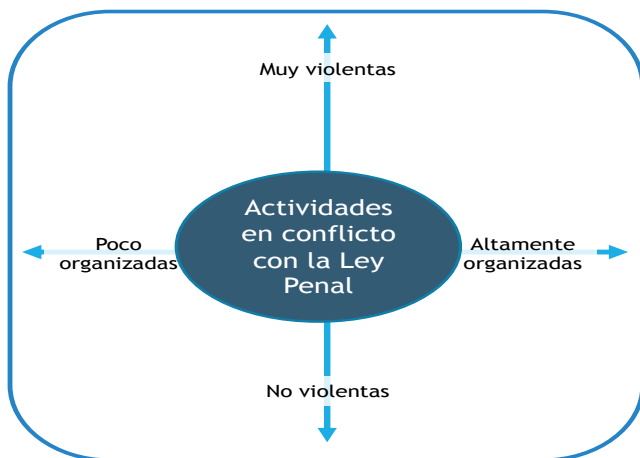 Muy violentas
Actividades
en conflicto
con la Ley
Penal
Poco
organizadas
Altamente
organizadas
No violentas